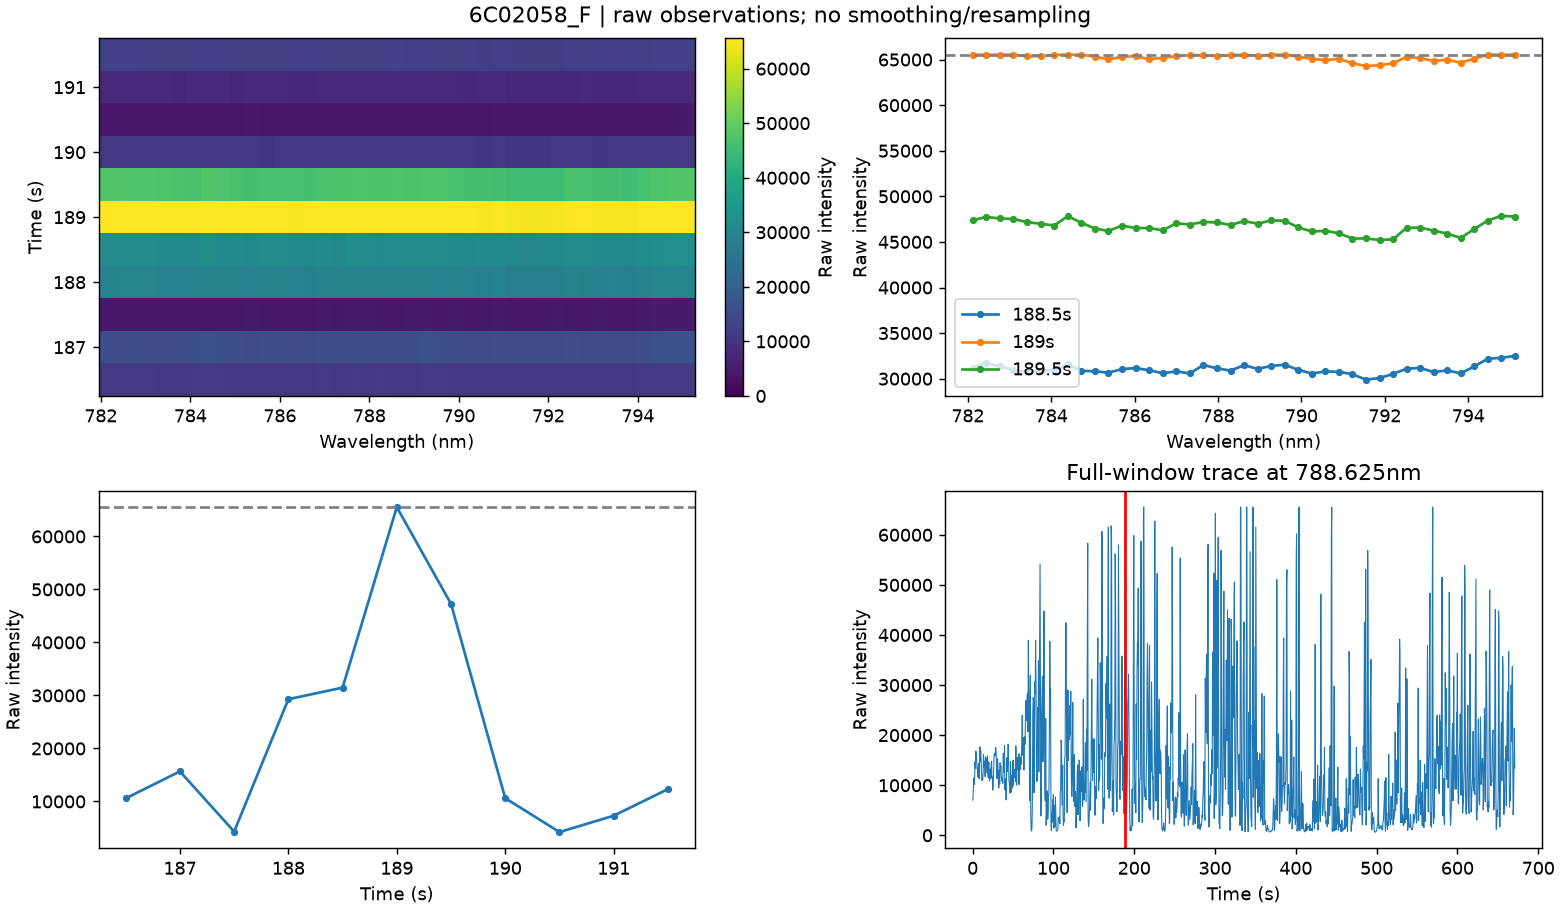 6C02058_F | raw observations; no smoothing/resampling
191
190
189
188
187
782 784 786 788 790 792 794
Wavelength (nm)
Time (s)
60000
50000
40000
30000
20000
10000
0
Raw intensity
65000
60000
55000
50000
45000
40000
35000
30000
Raw intensity
188.5s
189s
189.5s
782 784 786 788 790 792 794
Wavelength (nm)
60000
50000
40000
30000
20000
10000
Raw intensity
187 188 189 190 191
Time (s)
Full-window trace at 788.625nm
60000
50000
40000
30000
20000
10000
0
Raw intensity
0 100 200 300 400 500 600 700
Time (s)